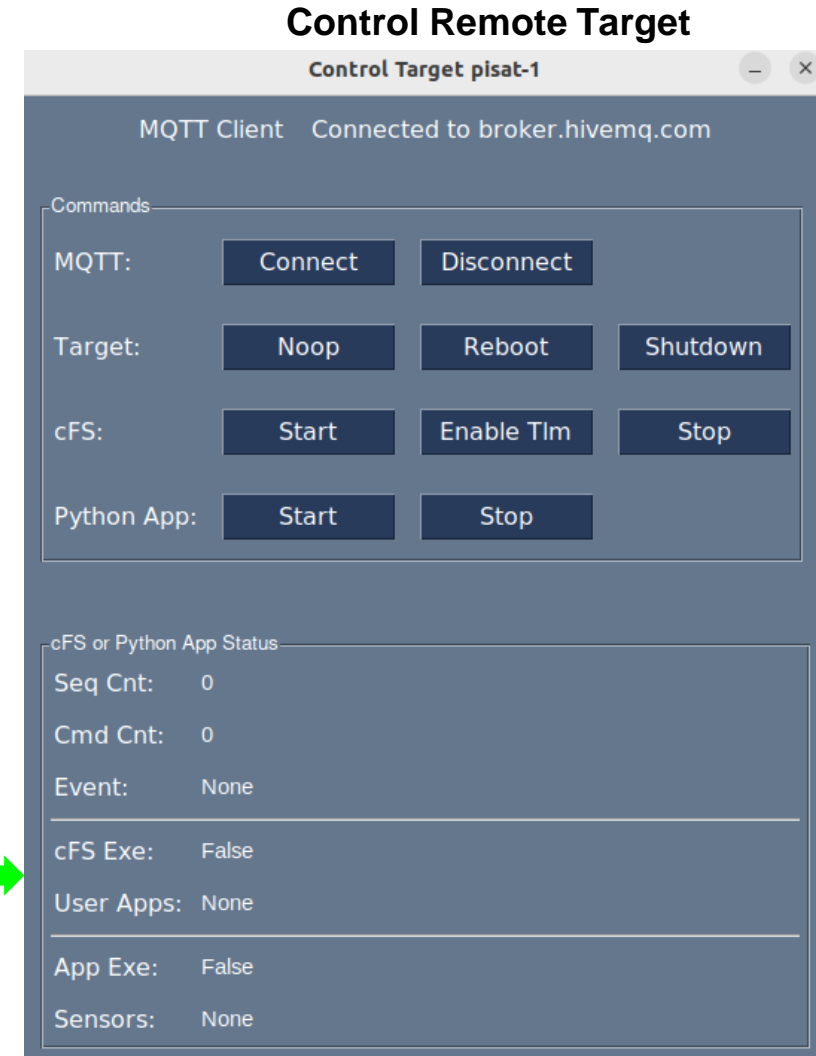 Control Remote Target
Control Target pisat-1
MQTT Client Connected to broker.hivemq.com
Commands
MQTT: Connect Disconnect
Target: Noop Reboot Shutdown
cFS: Start Enable Tlm Stop
Python App: Start Stop
cFS or Python App Status
Seq Cnt: 0
Cmd Cnt: 0
Event: None
cFS Exe: False
User Apps: None
App Exe: False
Sensors: None